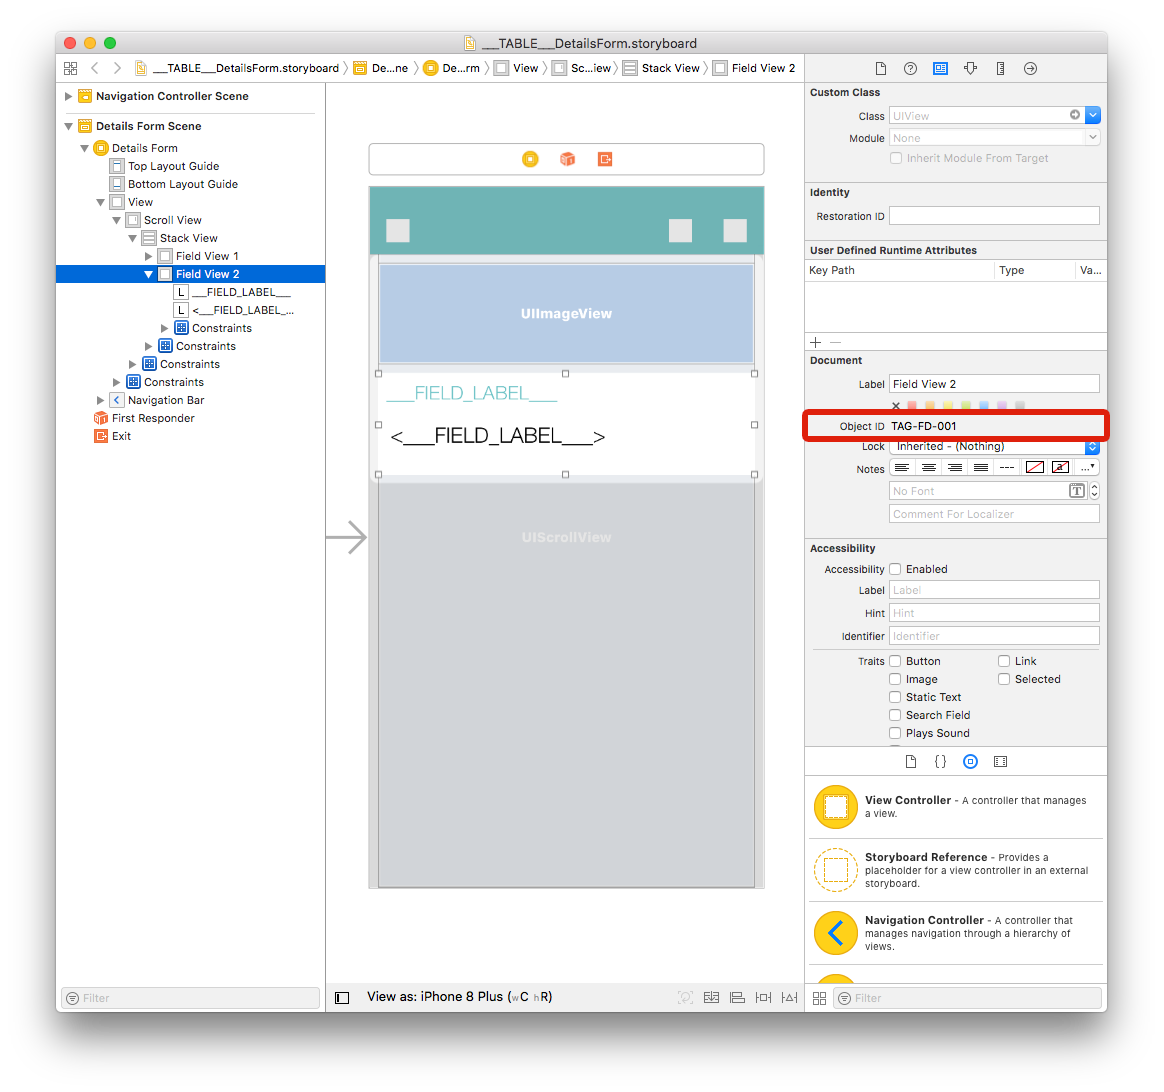 ___TABLE___DetailsForm.storyboard
___TABLE___DetailsForm.storyboard
De...ne
De...rm
View
Sc...iew
Stack View
Field View 2
Navigation Controller Scene
Details Form Scene
Details Form
Top Layout Guide
Bottom Layout Guide
View
Scroll View
Stack View
Field View 1
Field View 2
L ___FIELD_LABEL___
L <___FIELD_LABEL_...
Constraints
Constraints
Constraints
Constraints
Navigation Bar
First Responder
Exit
Filter
UIImageView
___FIELD_LABEL___
<___FIELD_LABEL___>
UIScrollView
View as: iPhone 8 Plus (wC hR)
Custom Class
Class UIView
Module None
Inherit Module From Target
Identity
Restoration ID
User Defined Runtime Attributes
Key Path Type Va...
Document
Label Field View 2
Object ID TAG-FD-001
Lock Inherited - (Nothing)
Notes
No Font T
Comment For Localizer
Accessibility
Accessibility Enabled
Label Label
Hint Hint
Identifier Identifier
Traits Button Link
Image Selected
Static Text
Search Field
Plays Sound
View Controller - A controller that manages
a view.
Storyboard Reference - Provides a
placeholder for a view controller in an external
storyboard.
Navigation Controller - A controller that
manages navigation through a hierarchy of
views.
Filter